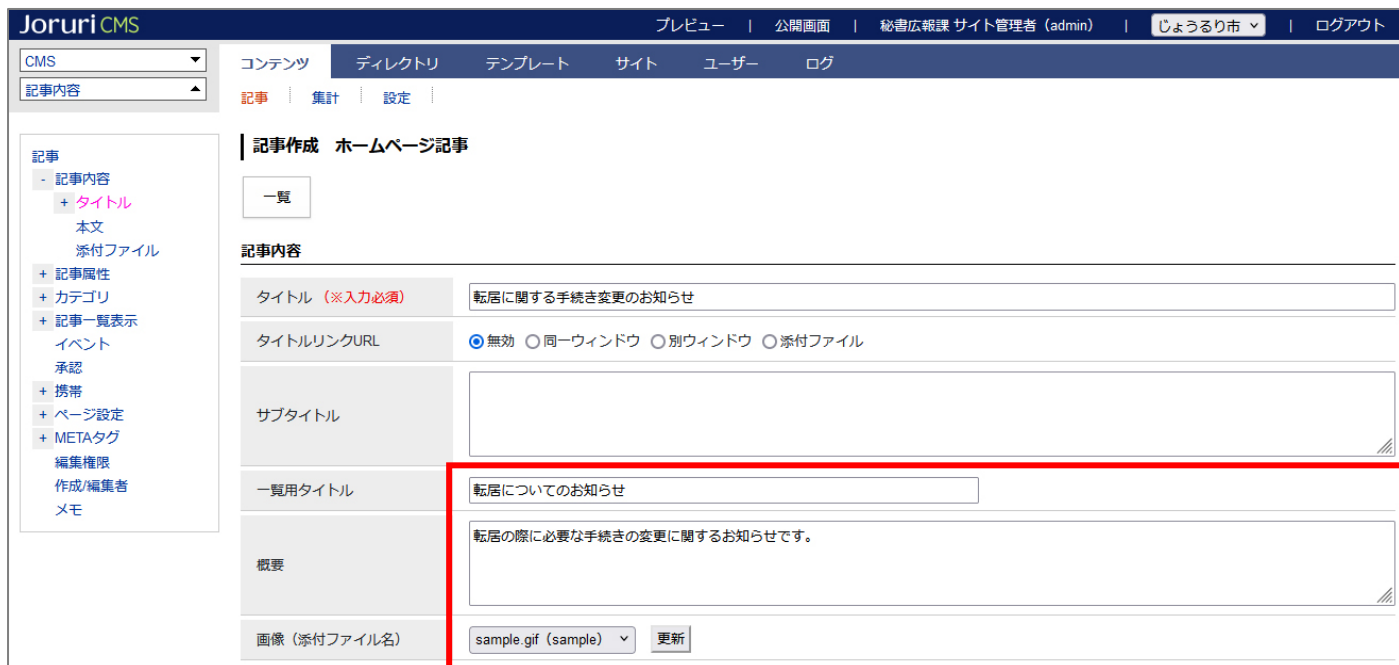 Joruri CMS プレビュー | 公開画面 | 秘書広報課 サイト管理者（admin） | じょうるり市 | ログアウト
CMS
記事内容
コンテンツ ディレクトリ テンプレート サイト ユーザー ログ
記事 集計 設定
記事
- 記事内容
+ タイトル
本文
添付ファイル
+ 記事属性
+ カテゴリ
+ 記事一覧表示
イベント
承認
+ 携帯
+ ページ設定
+ METAタグ
編集権限
作成/編集者
メモ
記事作成 ホームページ記事
一覧
記事内容
タイトル（※入力必須） 転居に関する手続き変更のお知らせ
タイトルリンクURL 無効 同一ウィンドウ 別ウィンドウ 添付ファイル
サブタイトル
一覧用タイトル 転居についてのお知らせ
概要 転居の際に必要な手続きの変更に関するお知らせです。
画像（添付ファイル名） sample.gif（sample） 更新